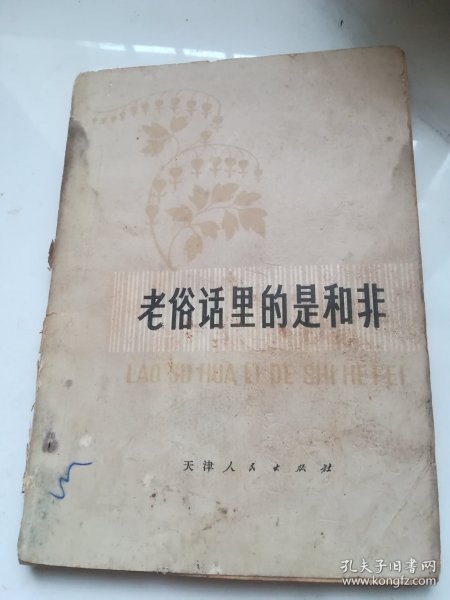 老俗话里的是和非
LAO SU HUA LI DE SHI HE FEI
天津人民出版社
孔夫子旧书网
www.kongfz.com